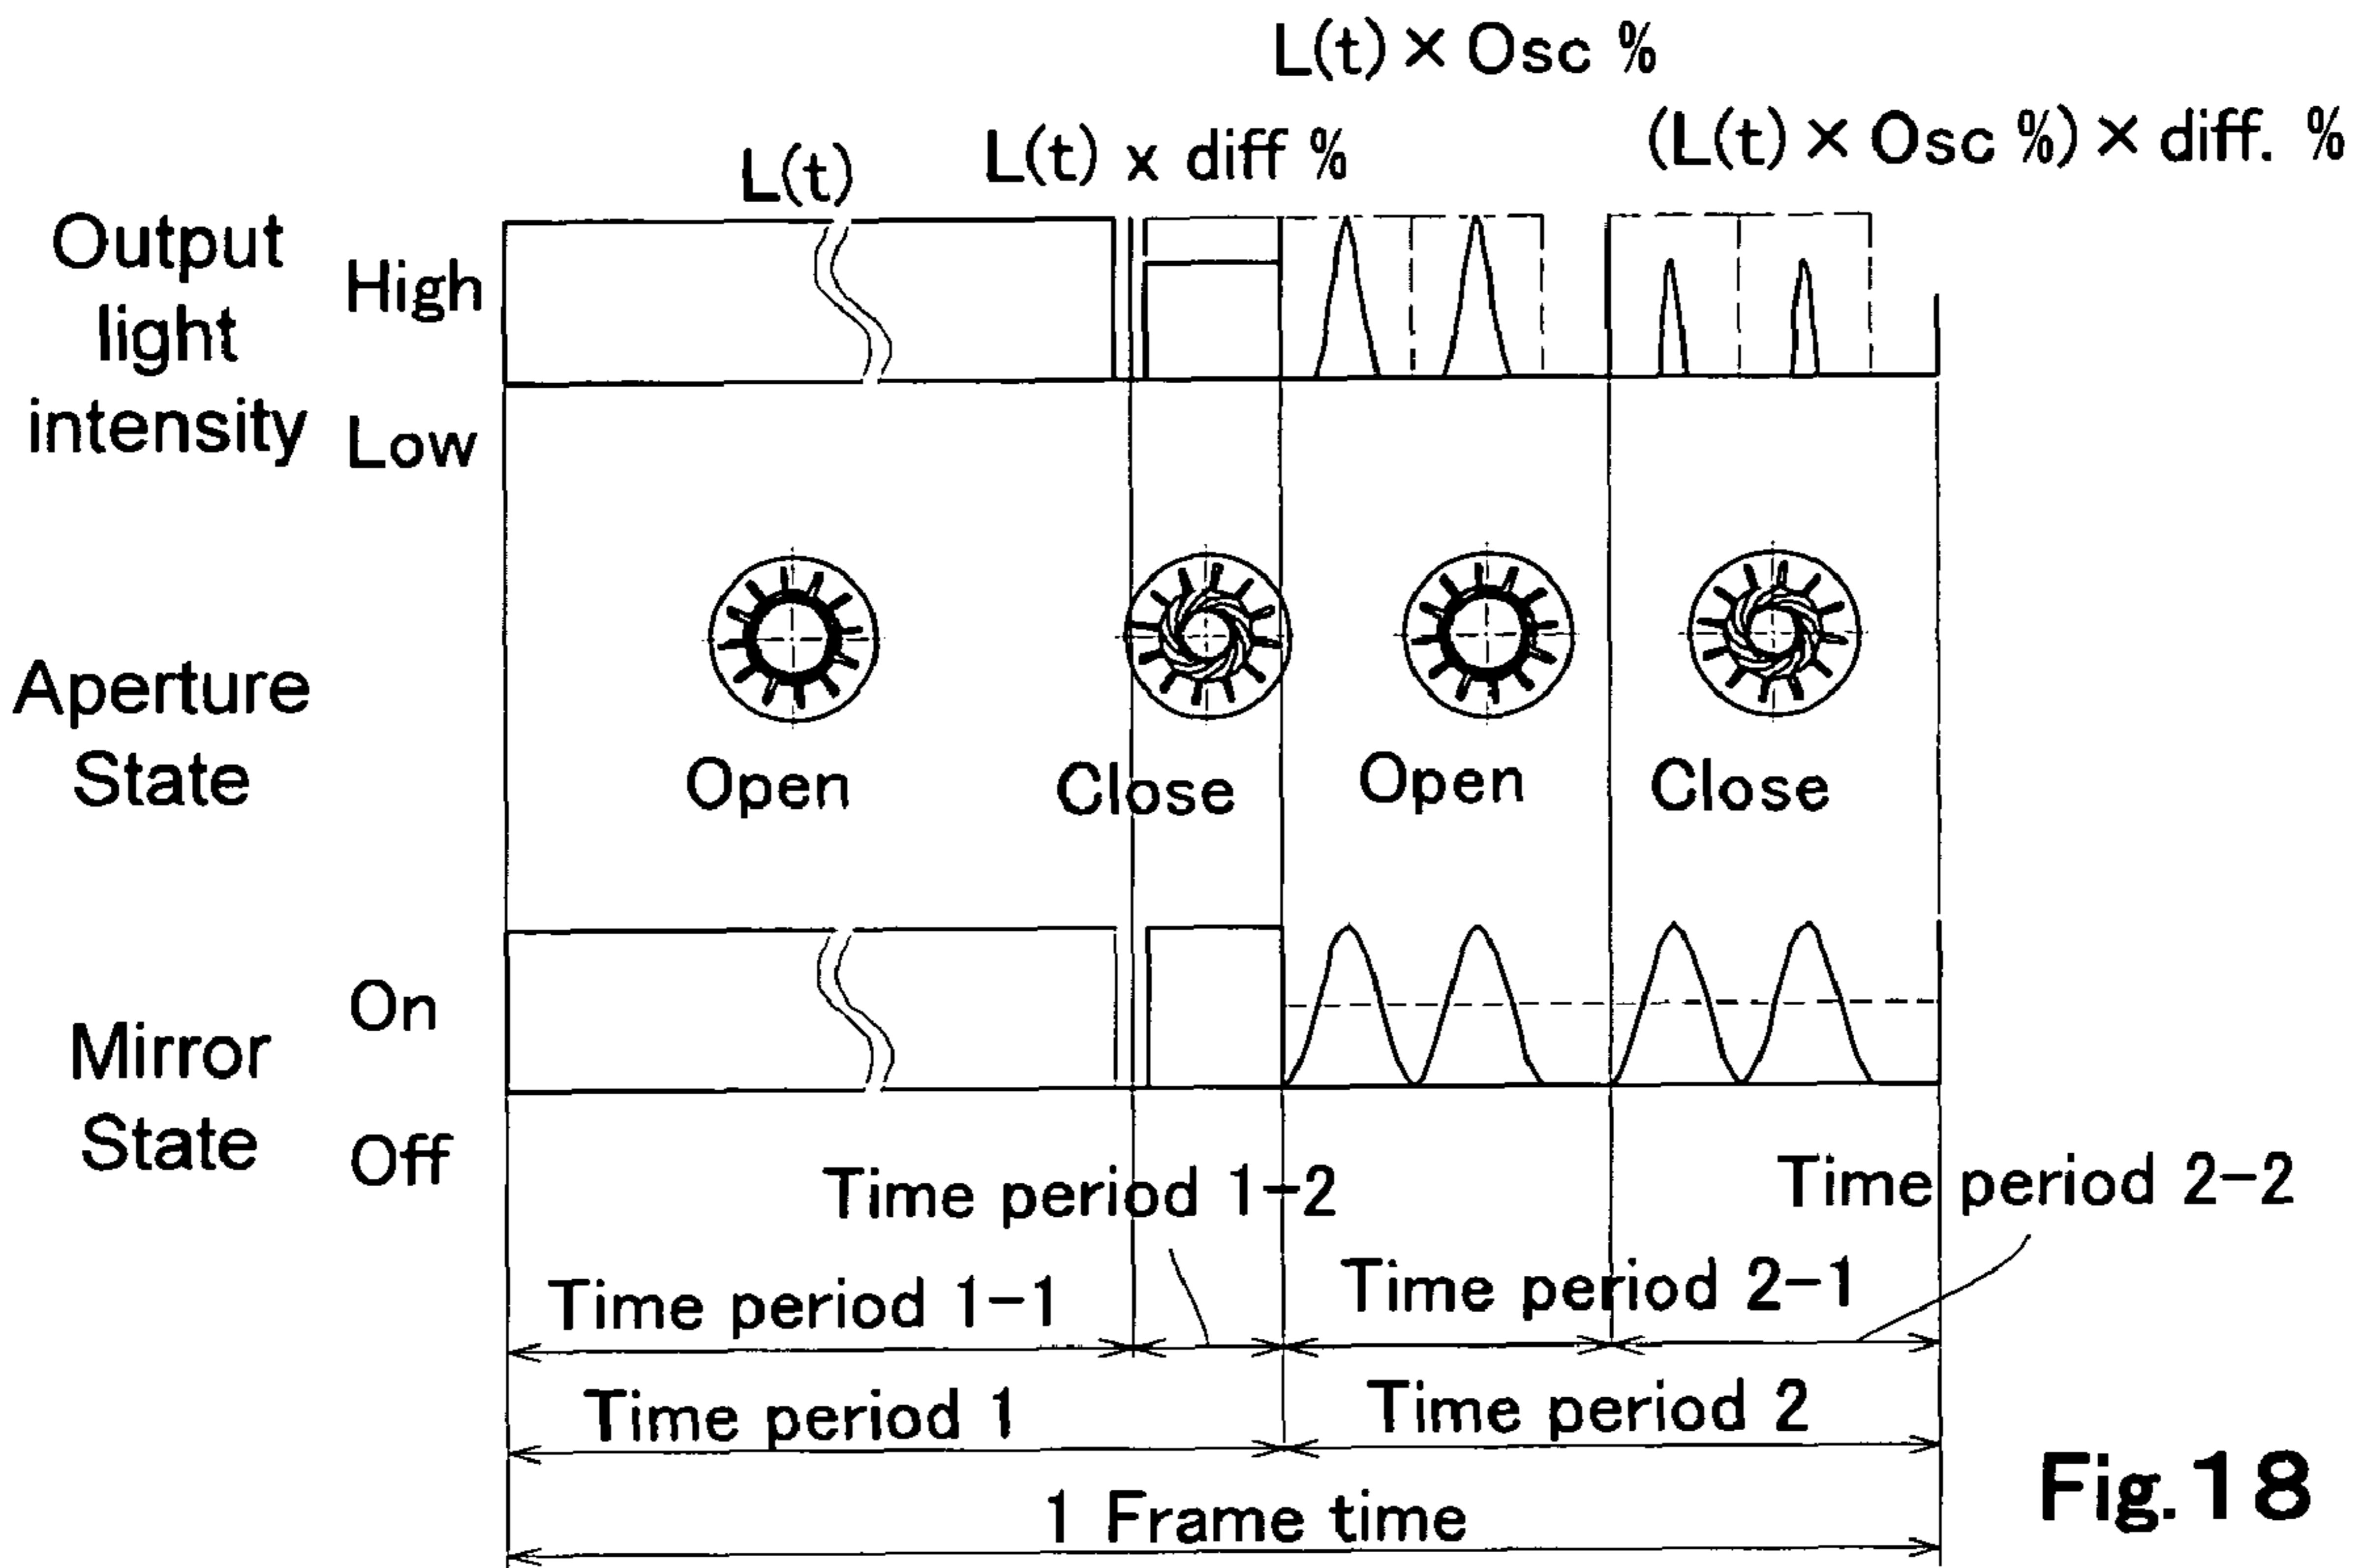 L(t) × Osc %
L(t) x diff %
(L(t) × Osc %) × diff. %
L(t)
Output
light
intensity
High
Low
Aperture
State
Open
Close
Open
Close
Mirror
State
On
Off
Time period 1-2
Time period 2-2
Time period 1-1
Time period 2-1
Time period 1
Time period 2
1 Frame time
Fig.18